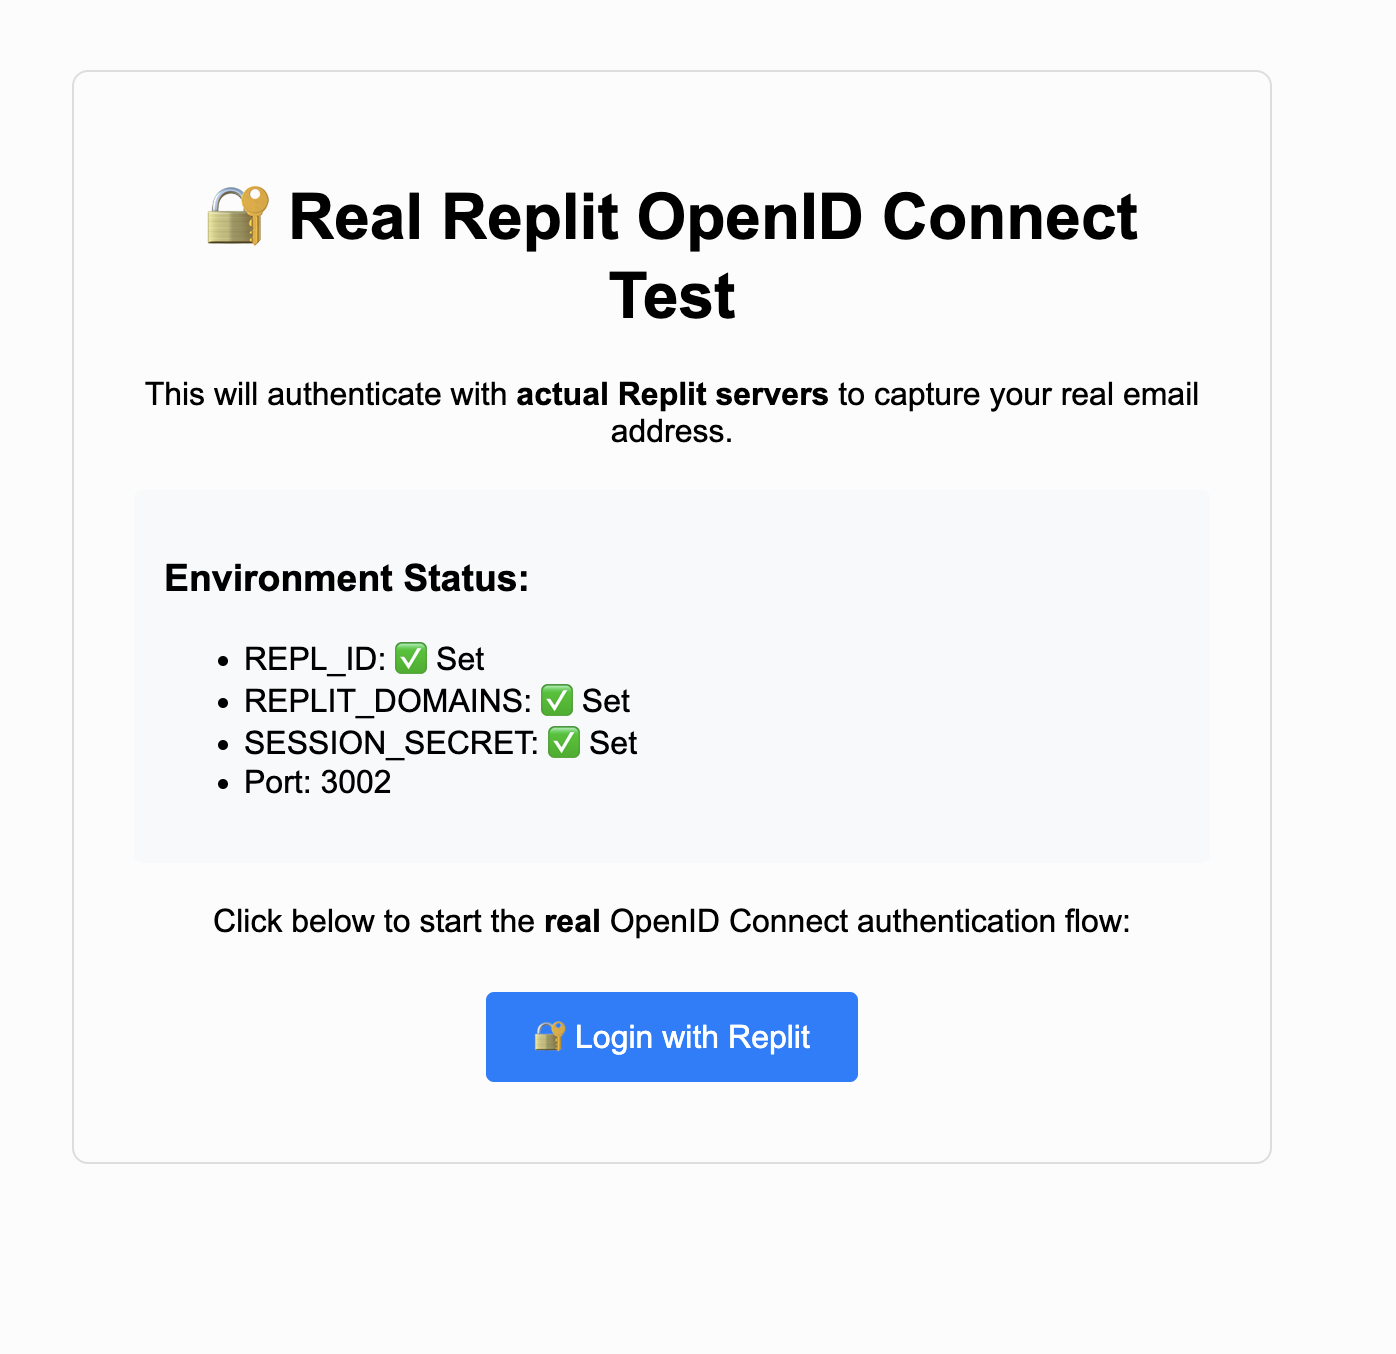 🔐 Real Replit OpenID Connect
Test
This will authenticate with actual Replit servers to capture your real email
address.
Environment Status:
• REPL_ID: ✅ Set
• REPLIT_DOMAINS: ✅ Set
• SESSION_SECRET: ✅ Set
• Port: 3002
Click below to start the real OpenID Connect authentication flow:
🔐 Login with Replit